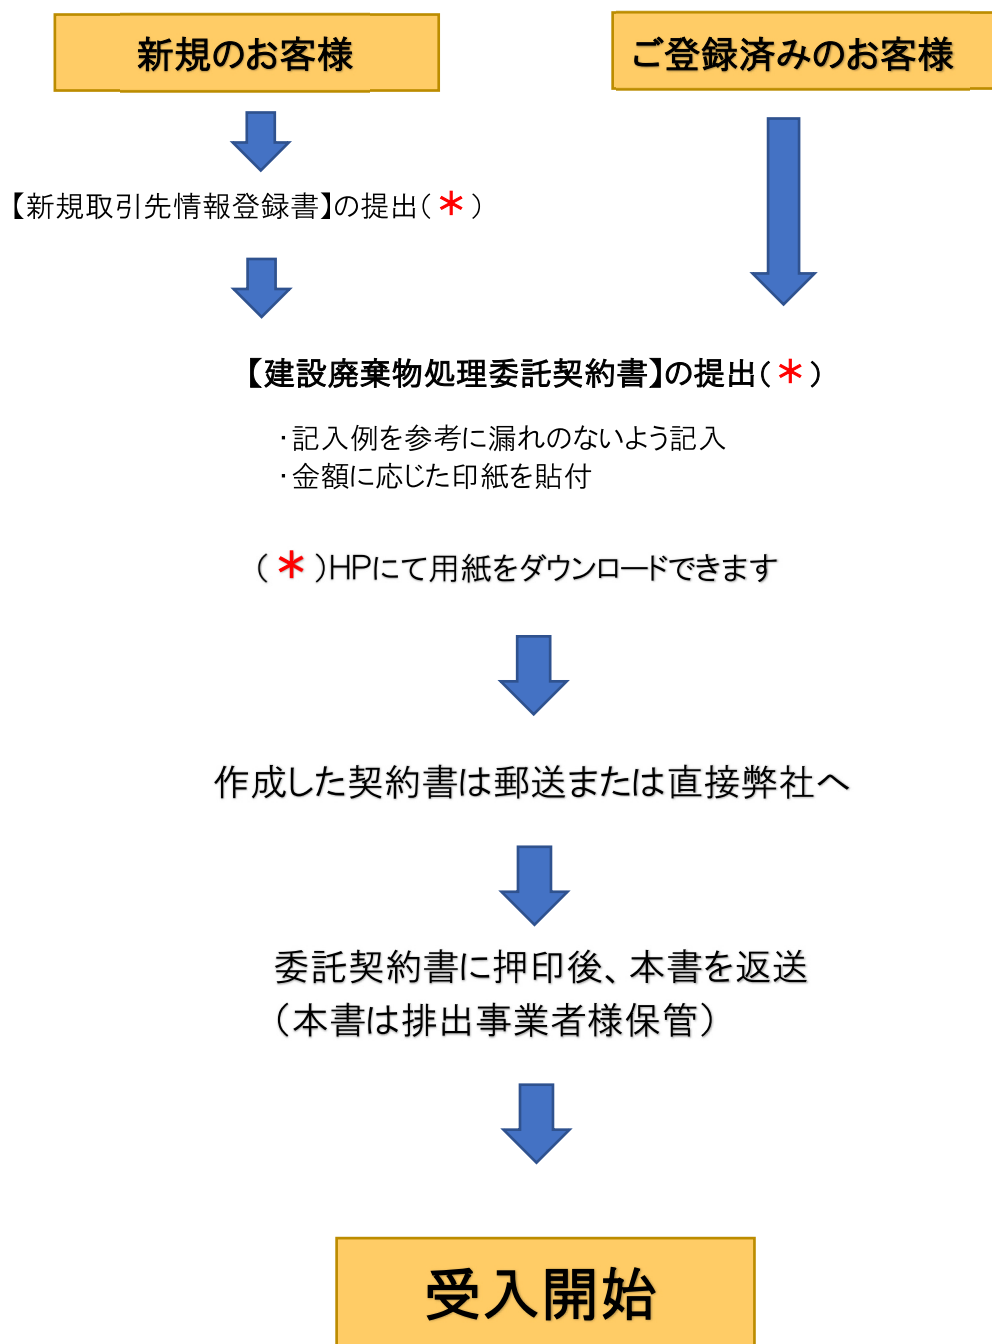 新規のお客様
ご登録済みのお客様
【新規取引先情報登録書】の提出（＊）
【建設廃棄物処理委託契約書】の提出（＊）
・記入例を参考に漏れのないよう記入
・金額に応じた印紙を貼付
（＊）HPにて用紙をダウンロードできます
作成した契約書は郵送または直接弊社へ
委託契約書に押印後、本書を返送
（本書は排出事業者様保管）
受入開始